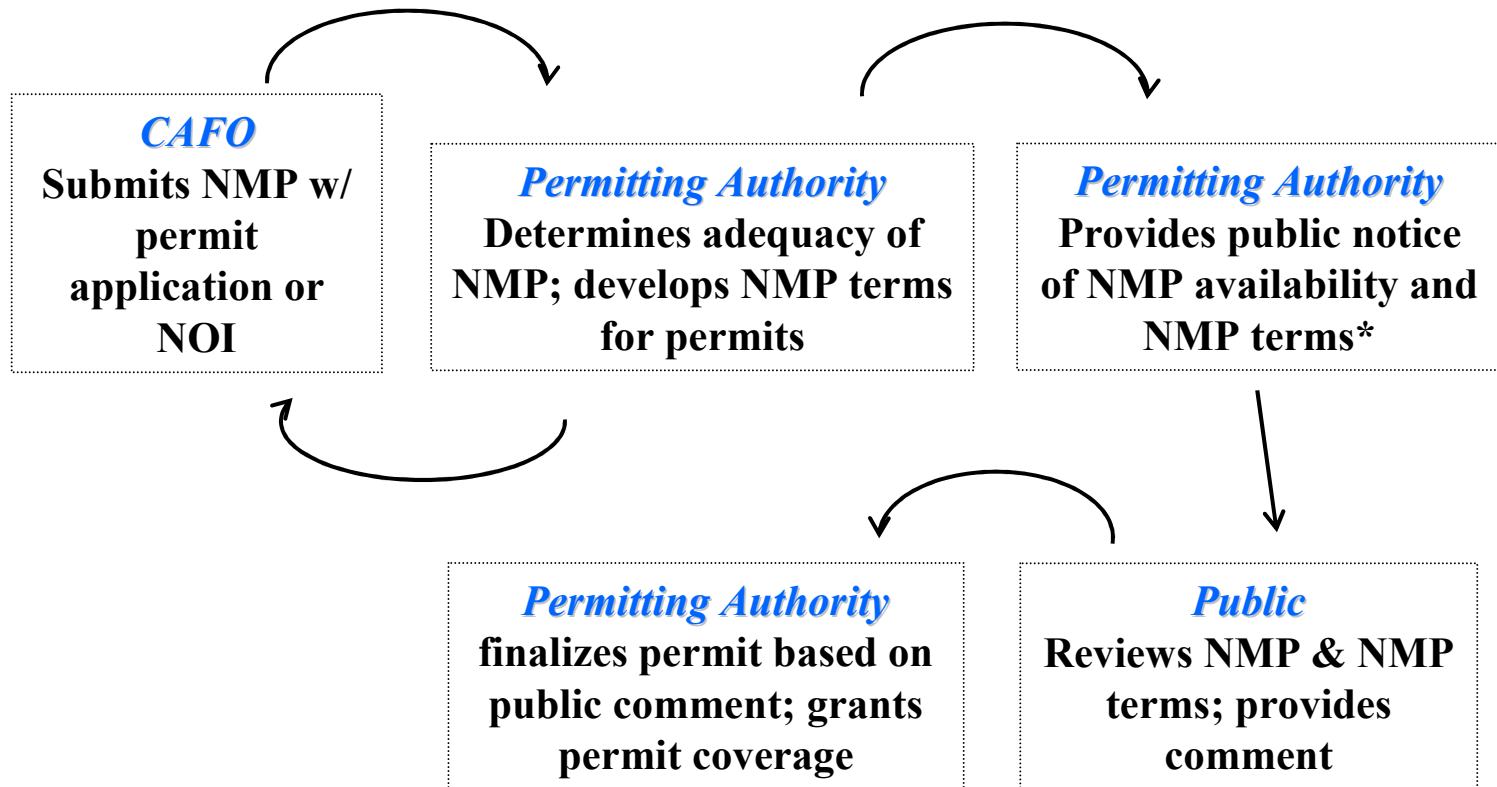 CAFO
Submits NMP w/
permit
application or
NOI
Permitting Authority
Determines adequacy of
NMP; develops NMP terms
for permits
Permitting Authority
Provides public notice
of NMP availability and
NMP terms*
Permitting Authority
finalizes permit based on
public comment; grants
permit coverage
Public
Reviews NMP & NMP
terms; provides
comment